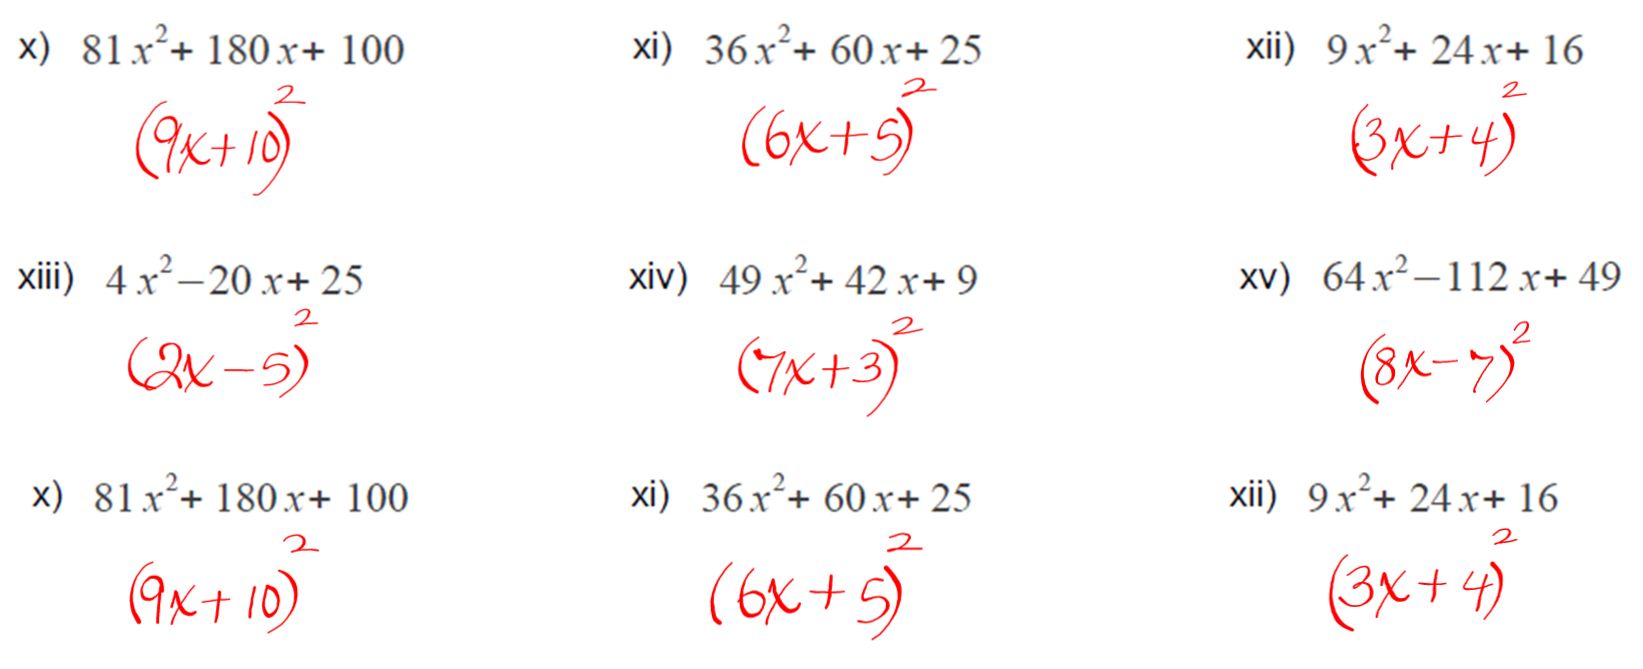 x) 81x²+ 180x+ 100 xi) 36x²+ 60x+ 25 xii) 9x²+ 24x+ 16
(9x+10)² (6x+5)² (3x+4)²
xiii) 4x²−20x+ 25 xiv) 49x²+ 42x+ 9 xv) 64x²−112x+ 49
(2x−5)² (7x+3)² (8x−7)²
x) 81x²+ 180x+ 100 xi) 36x²+ 60x+ 25 xii) 9x²+ 24x+ 16
(9x+10)² (6x+5)² (3x+4)²